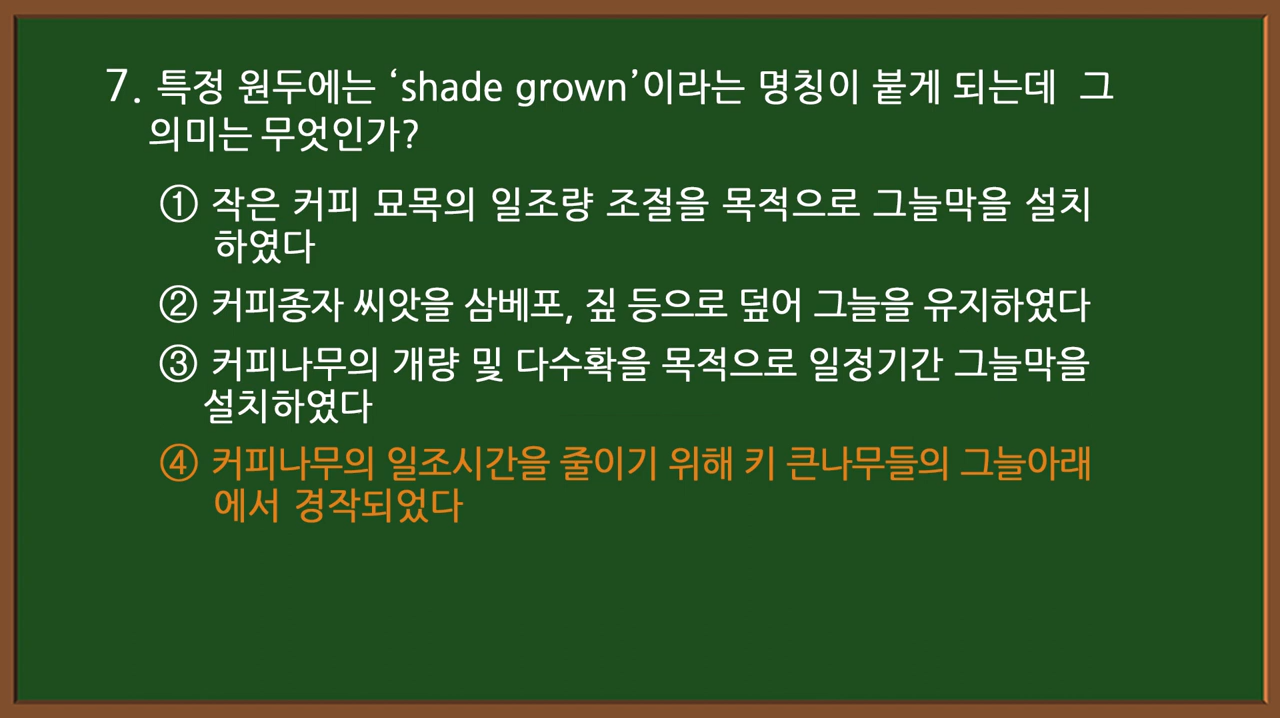 7. 특정 원두에는 ‘shade grown’이라는 명칭이 붙게 되는데 그
의미는 무엇인가?
① 작은 커피 묘목의 일조량 조절을 목적으로 그늘막을 설치
하였다
② 커피종자 씨앗을 삼베포, 짚 등으로 덮어 그늘을 유지하였다
③ 커피나무의 개량 및 다수확을 목적으로 일정기간 그늘막을
설치하였다
④ 커피나무의 일조시간을 줄이기 위해 키 큰나무들의 그늘아래
에서 경작되었다